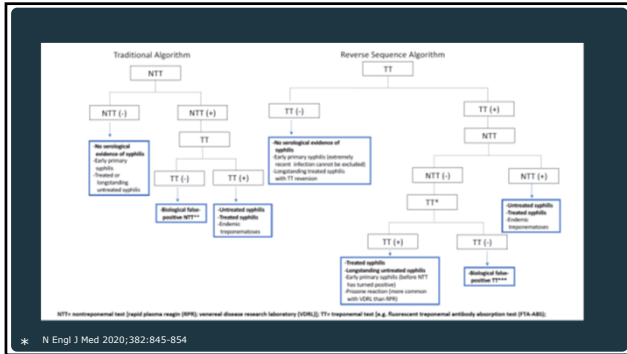 Traditional Algorithm
NTT
NTT (-)
NTT (+)
-No serological
evidence of syphilis
-Early primary
syphilis
-Treated or
longstanding
untreated syphilis
TT
TT (-)
TT (+)
-Biological false-
positive NTT**
-Untreated syphilis
-Treated syphilis
-Endemic
treponematoses
Reverse Sequence Algorithm
TT
TT (-)
TT (+)
-No serological evidence of
syphilis
-Early primary syphilis (extremely
recent infection cannot be excluded)
-Longstanding treated syphilis
with TT reversion
NTT
NTT (-)
NTT (+)
TT*
-Untreated syphilis
-Treated syphilis
-Endemic
treponematoses
TT (+)
TT (-)
-Treated syphilis
-Longstanding untreated syphilis
-Early primary syphilis (before NTT
has turned positive)
-Prozone reaction (more common
with VDRL than RPR)
-Biological false-
positive TT***
NTT= nontreponemal test [rapid plasma reagin (RPR); venereal disease research laboratory (VDRL)]; TT= treponemal test [e.g. fluorescent treponemal antibody absorption test (FTA-ABS);
* N Engl J Med 2020;382:845-854